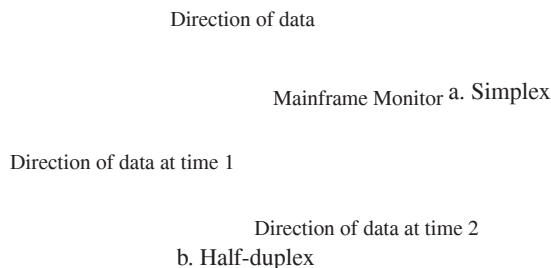 Direction of data
Mainframe Monitor a. Simplex
Direction of data at time 1
Direction of data at time 2
b. Half-duplex